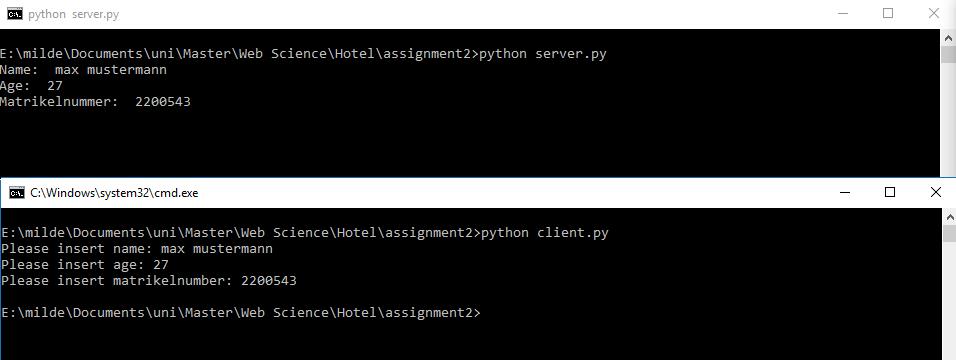 python  server.py
E:\milde\Documents\uni\Master\Web Science\Hotel\assignment2>python server.py
Name:  max mustermann
Age:  27
Matrikelnummer:  2200543
C:\Windows\system32\cmd.exe
E:\milde\Documents\uni\Master\Web Science\Hotel\assignment2>python client.py
Please insert name: max mustermann
Please insert age: 27
Please insert matrikelnumber: 2200543
E:\milde\Documents\uni\Master\Web Science\Hotel\assignment2>